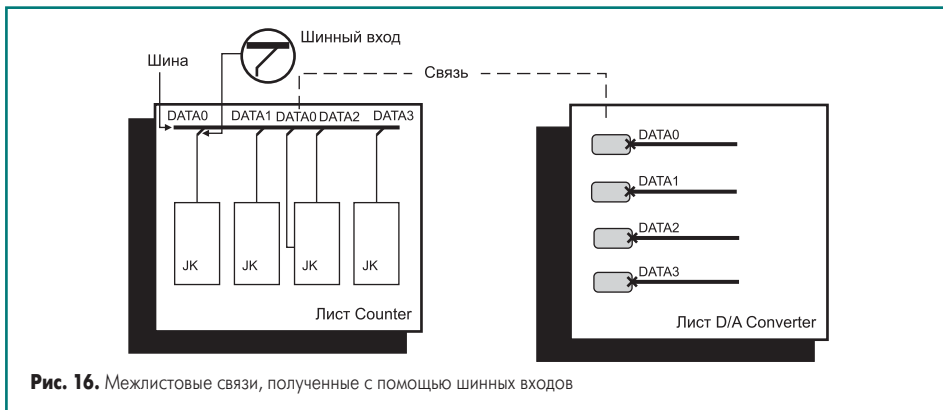 Шинный вход
Шина
Связь
DATA0 DATA1 DATA0 DATA2 DATA3
JK JK JK JK
Лист Counter
DATA0
DATA1
DATA2
DATA3
Лист D/A Converter
Рис. 16. Межлистовые связи, полученные с помощью шинных входов